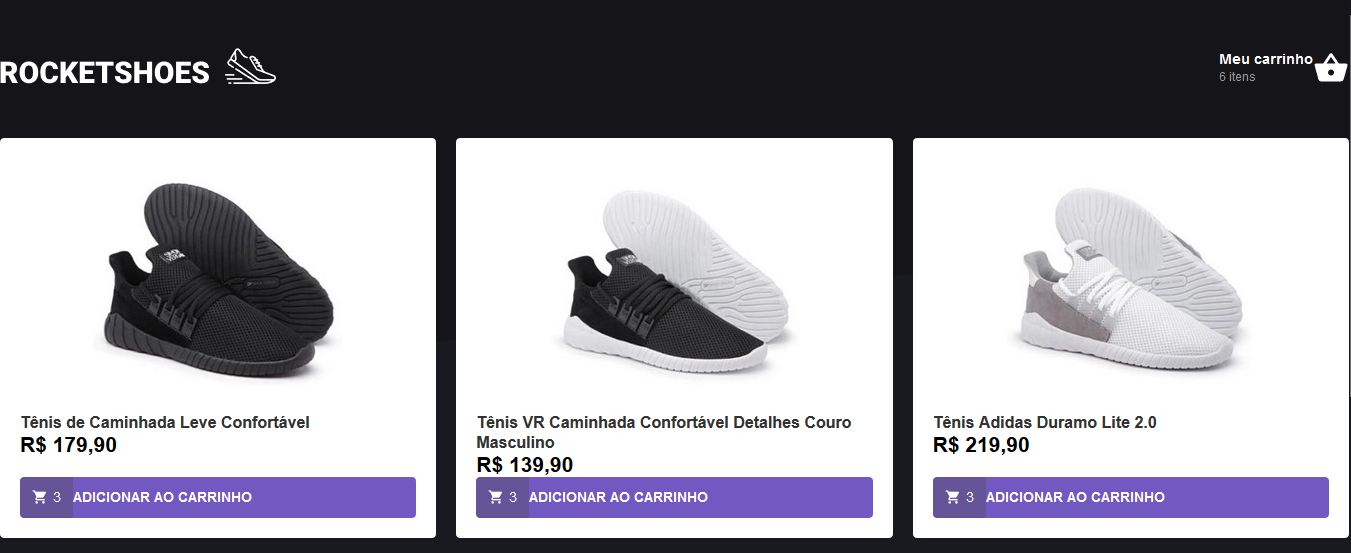 ROCKETSHOES
Meu carrinho
6 itens
Tênis de Caminhada Leve Confortável
R$ 179,90
3 ADICIONAR AO CARRINHO
Tênis VR Caminhada Confortável Detalhes Couro
Masculino
R$ 139,90
3 ADICIONAR AO CARRINHO
Tênis Adidas Duramo Lite 2.0
R$ 219,90
3 ADICIONAR AO CARRINHO